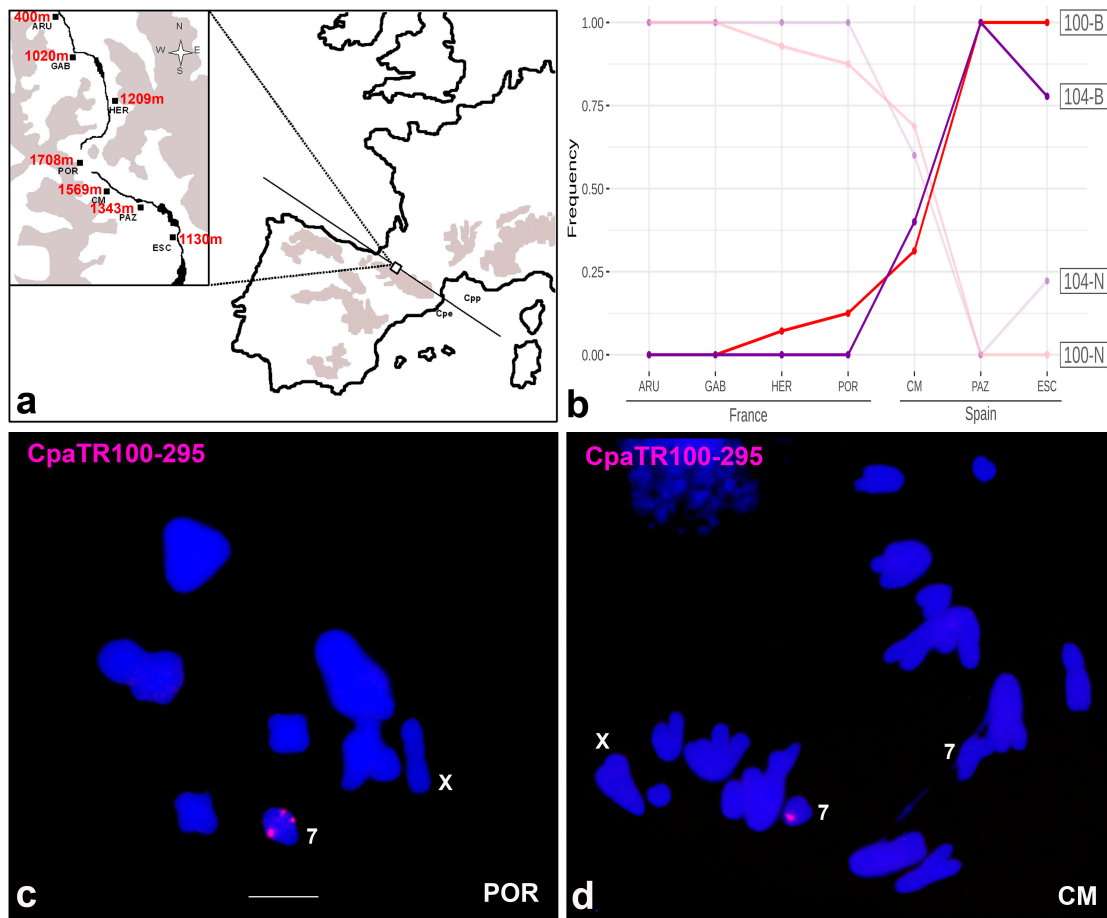 400m
ARU
N
W E
S
1020m
GAB
1209m
HER
1708m
POR
1569m
CM
1343m
PAZ
ESC
1130m
Cpp
Cpe
a
1.00
0.75
0.50
0.25
0.00
Frequency
100-B
104-B
104-N
100-N
ARU GAB HER POR CM PAZ ESC
France Spain
b
CpaTR100-295
X
7
c
POR
CpaTR100-295
X
7
7
d
CM